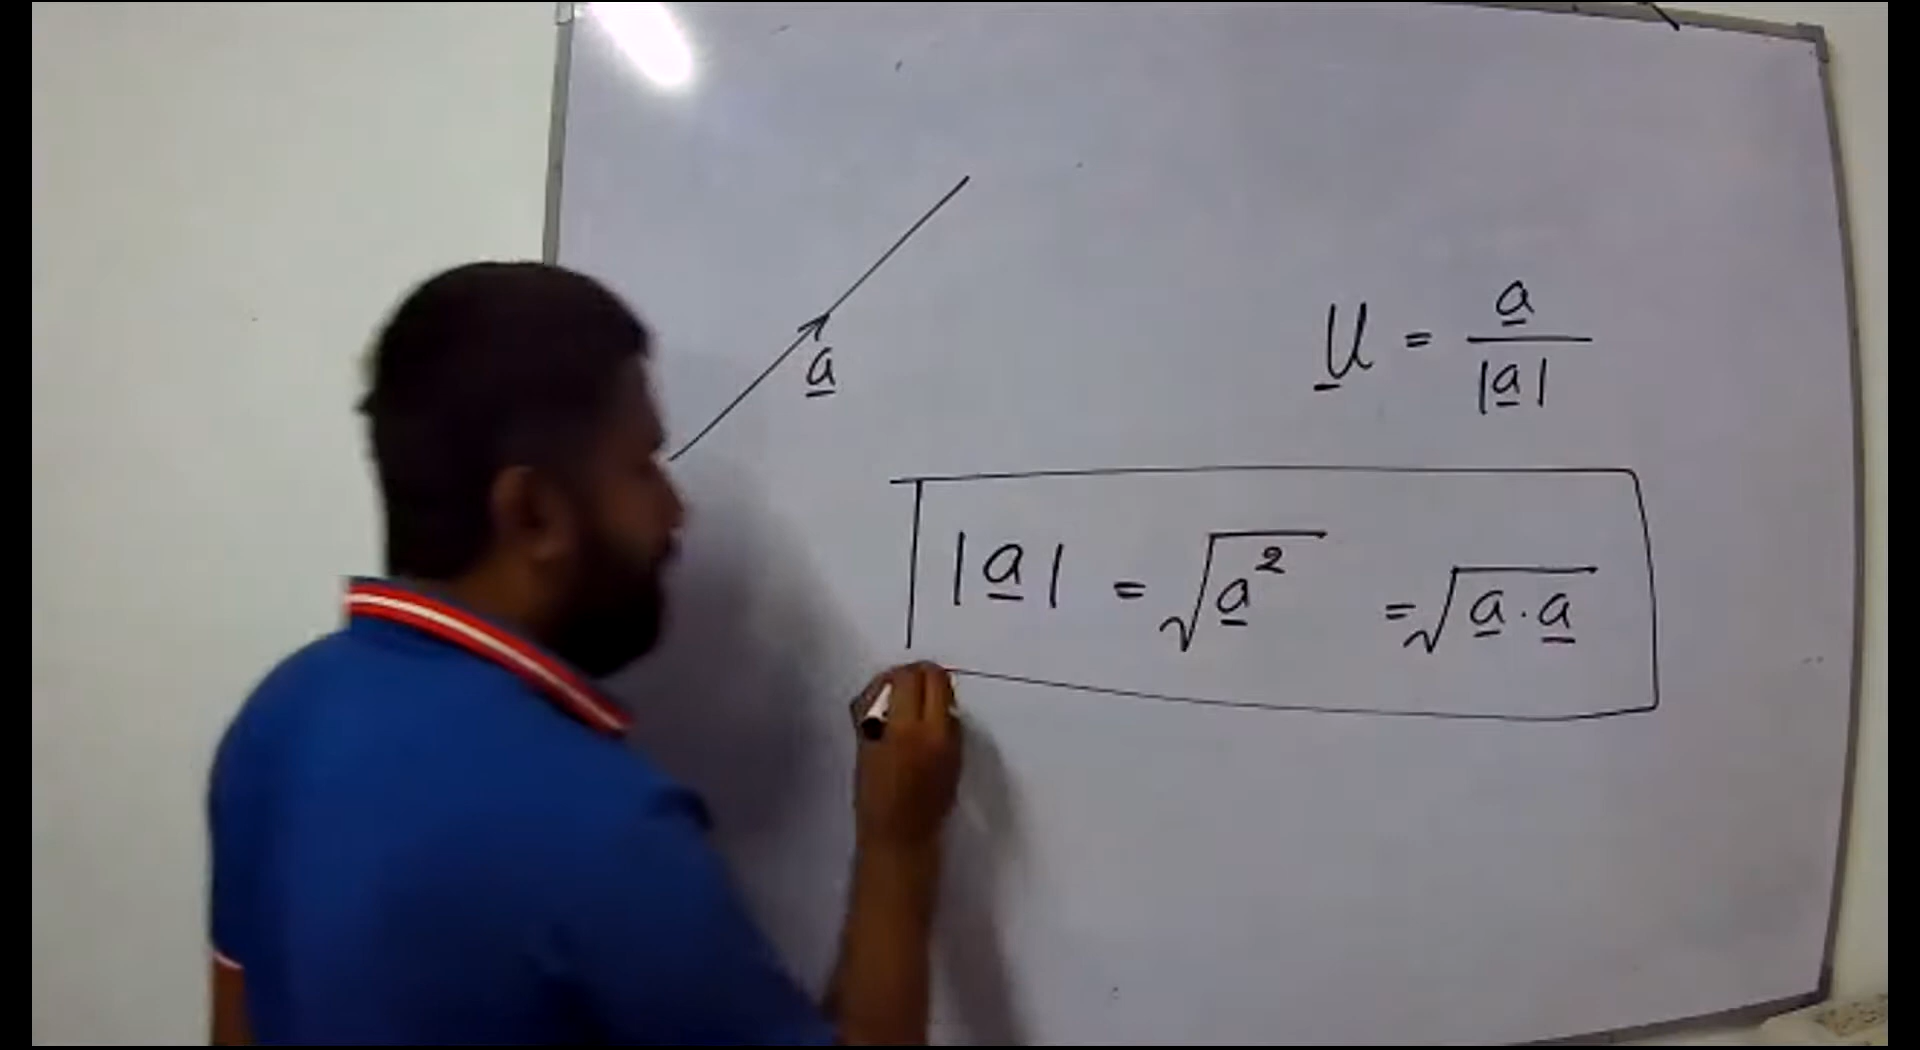 a
u = a / |a|
|a| = √a² = √a . a